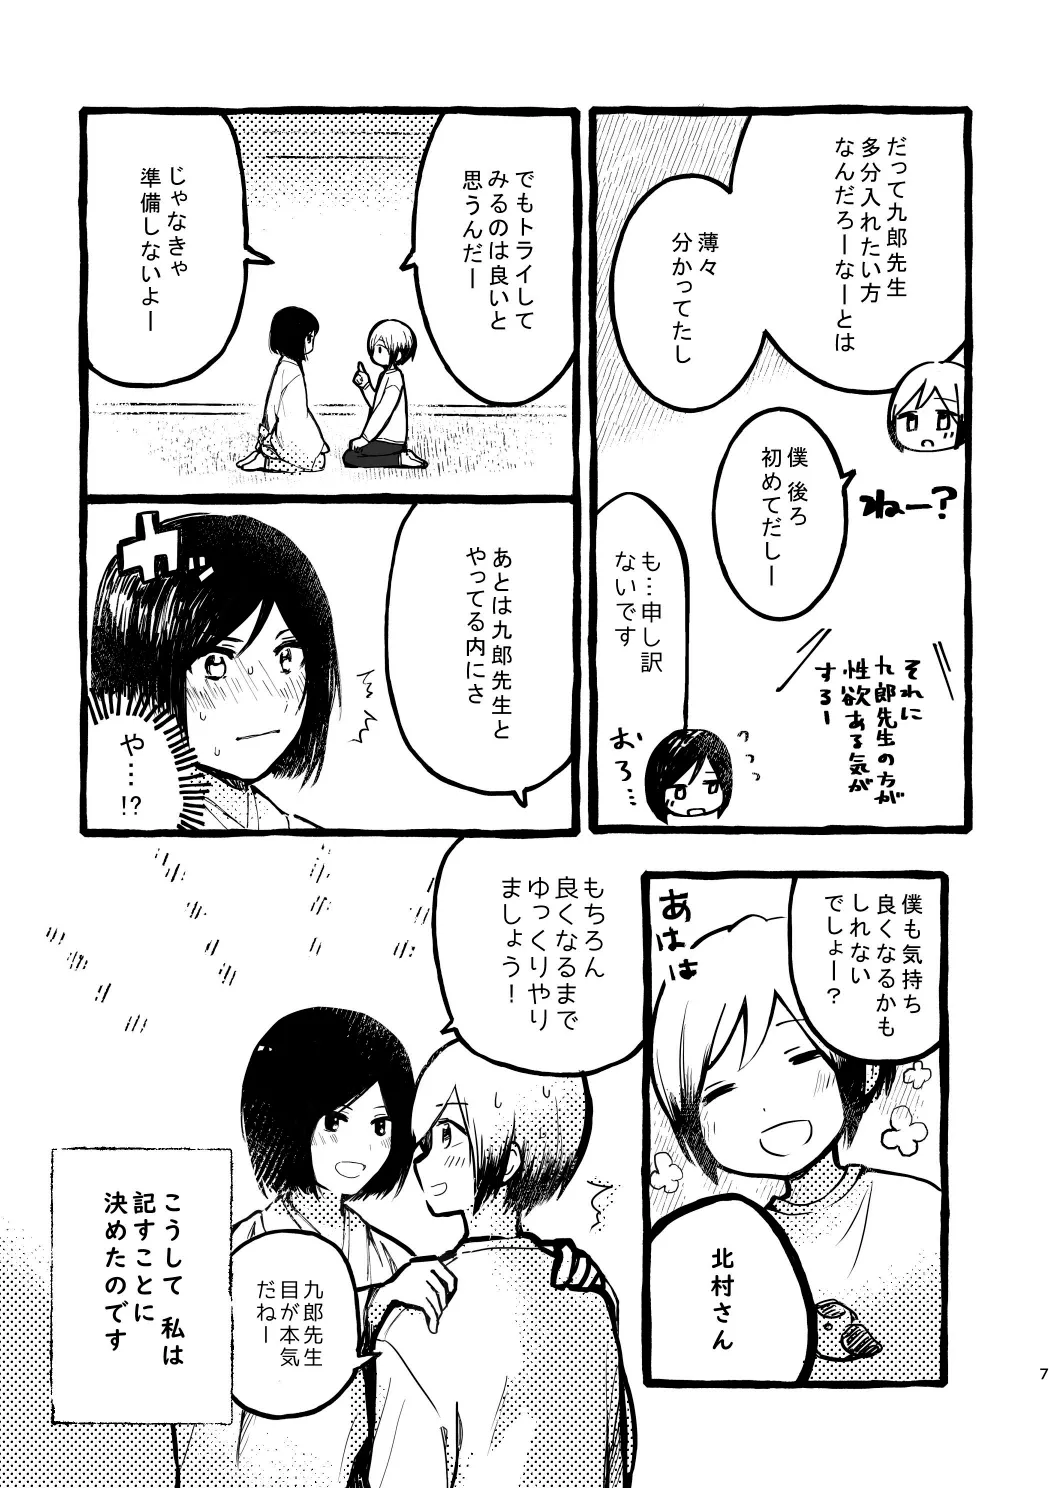 だって九郎先生
多分入れたい方
なんだろーなーとは
薄々
分かってたし
ねー？
僕 後ろ
初めてだしー
それに
九郎先生の方が
性欲ある気が
するー
も…申し訳
ないです
おろ…
でもトライして
みるのは良いと
思うんだー
じゃなきゃ
準備しないよー
あとは九郎先生と
やってる内にさ
や…!?
僕も気持ち
良くなるかも
しれない
でしょー？
あはは
北村さん
もちろん
良くなるまで
ゆっくりやり
ましょう！
九郎先生
目が本気
だねー
こうして 私は
記すことに
決めたのです
7